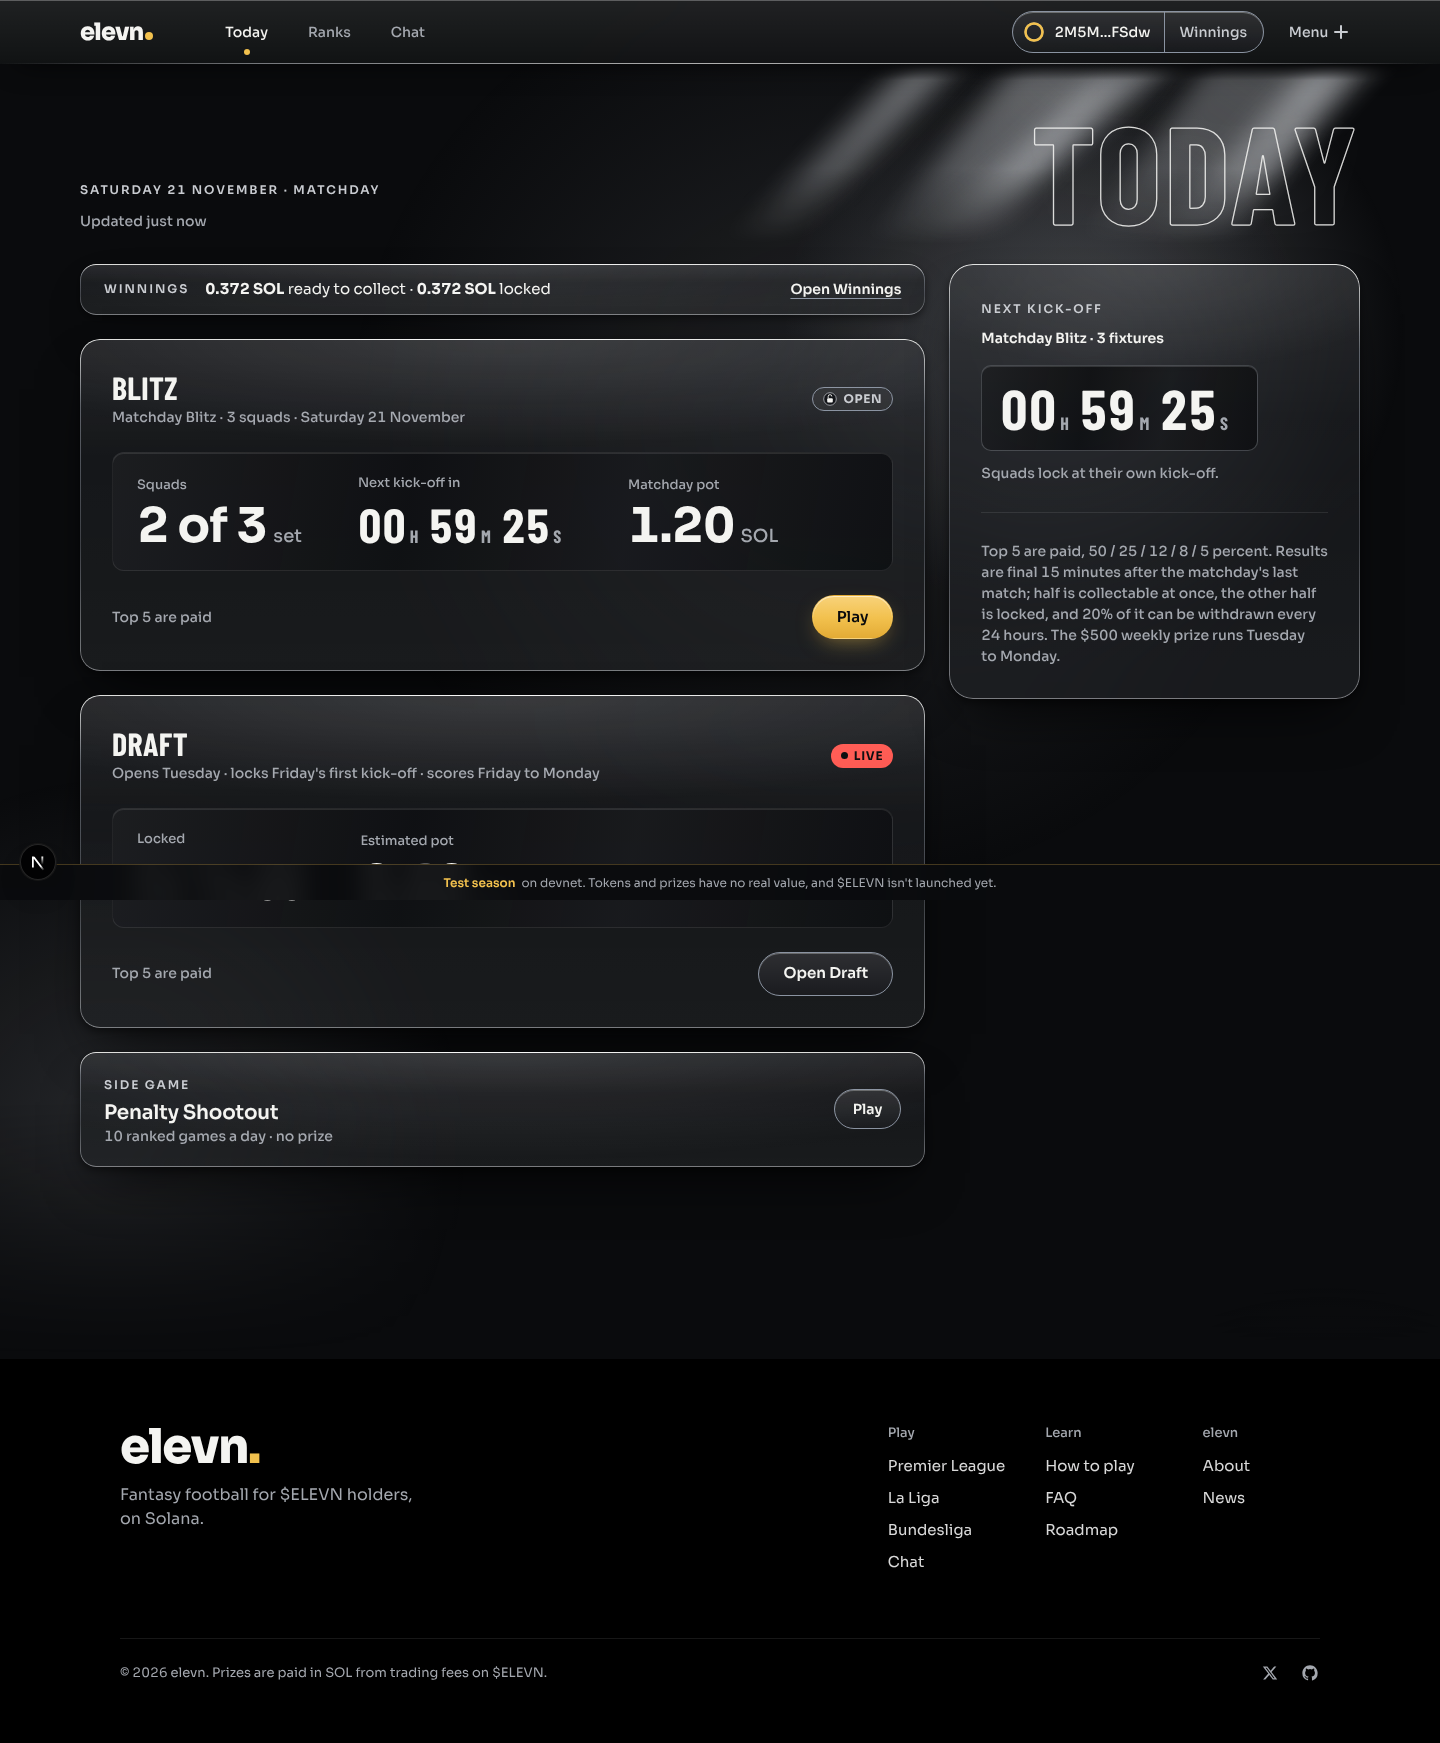 elevn.
Today
Ranks
Chat
2M5M...FSdw
Winnings
Menu
TODAY
SATURDAY 21 NOVEMBER · MATCHDAY
Updated just now
WINNINGS 0.372 SOL ready to collect · 0.372 SOL locked
Open Winnings
BLITZ
Matchday Blitz · 3 squads · Saturday 21 November
OPEN
Squads
2 of 3 set
Next kick-off in
00 H 59 M 25 S
Matchday pot
1.20 SOL
Top 5 are paid
Play
NEXT KICK-OFF
Matchday Blitz · 3 fixtures
00 H 59 M 25 S
Squads lock at their own kick-off.
Top 5 are paid, 50 / 25 / 12 / 8 / 5 percent. Results
are final 15 minutes after the matchday's last
match; half is collectable at once, the other half
is locked, and 20% of it can be withdrawn every
24 hours. The $500 weekly prize runs Tuesday
to Monday.
DRAFT
Opens Tuesday · locks Friday's first kick-off · scores Friday to Monday
LIVE
Locked
Estimated pot
N
Test season on devnet. Tokens and prizes have no real value, and $ELEVN isn't launched yet.
Top 5 are paid
Open Draft
SIDE GAME
Penalty Shootout
10 ranked games a day · no prize
Play
elevn.
Fantasy football for $ELEVN holders,
on Solana.
Play
Premier League
La Liga
Bundesliga
Chat
Learn
How to play
FAQ
Roadmap
elevn
About
News
© 2026 elevn. Prizes are paid in SOL from trading fees on $ELEVN.